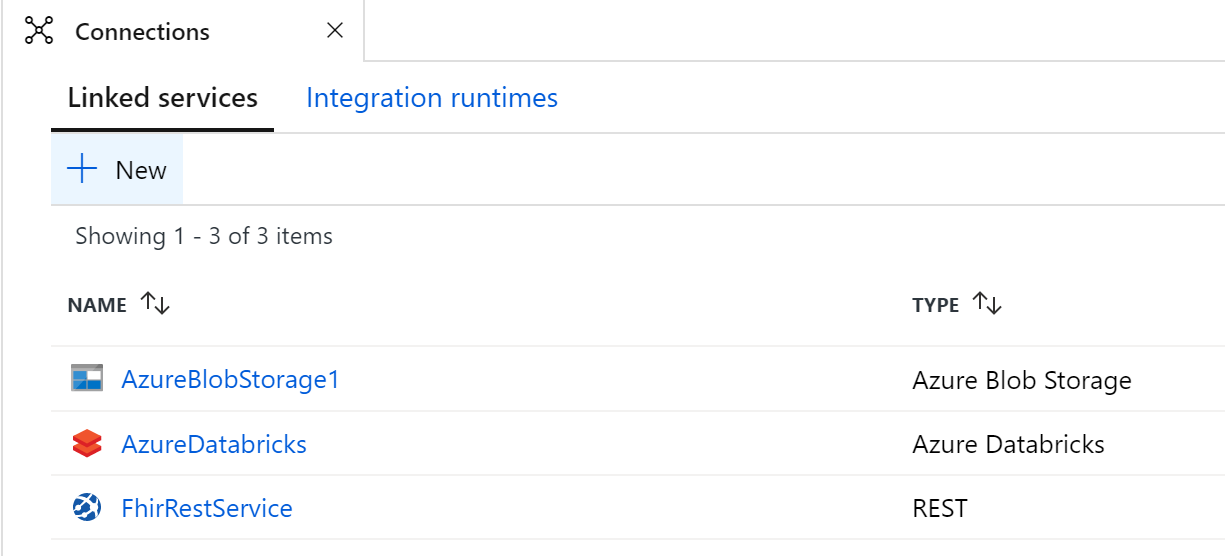 Connections
Linked services Integration runtimes
New
Showing 1 - 3 of 3 items
NAME TYPE
AzureBlobStorage1 Azure Blob Storage
AzureDatabricks Azure Databricks
FhirRestService REST